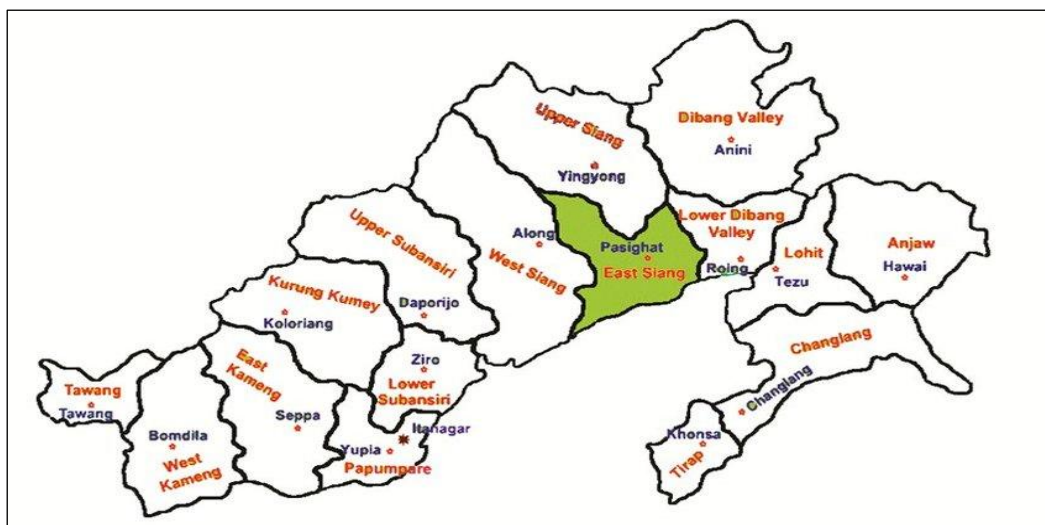 Upper Siang
Yingyong
Dibang Valley
Anini
Upper Subansiri
Daporijo
Along
West Siang
Pasighat
East Siang
Lower Dibang
Valley
Roing
Lohit
Tezu
Anjaw
Hawai
Kurung Kumey
Koloriang
Ziro
Lower
Subansiri
East
Kameng
Seppa
Tawang
Tawang
Bomdila
West
Kameng
Itanagar
Yupia
Papumpare
Changlang
Changlang
Khonsa
Tirap